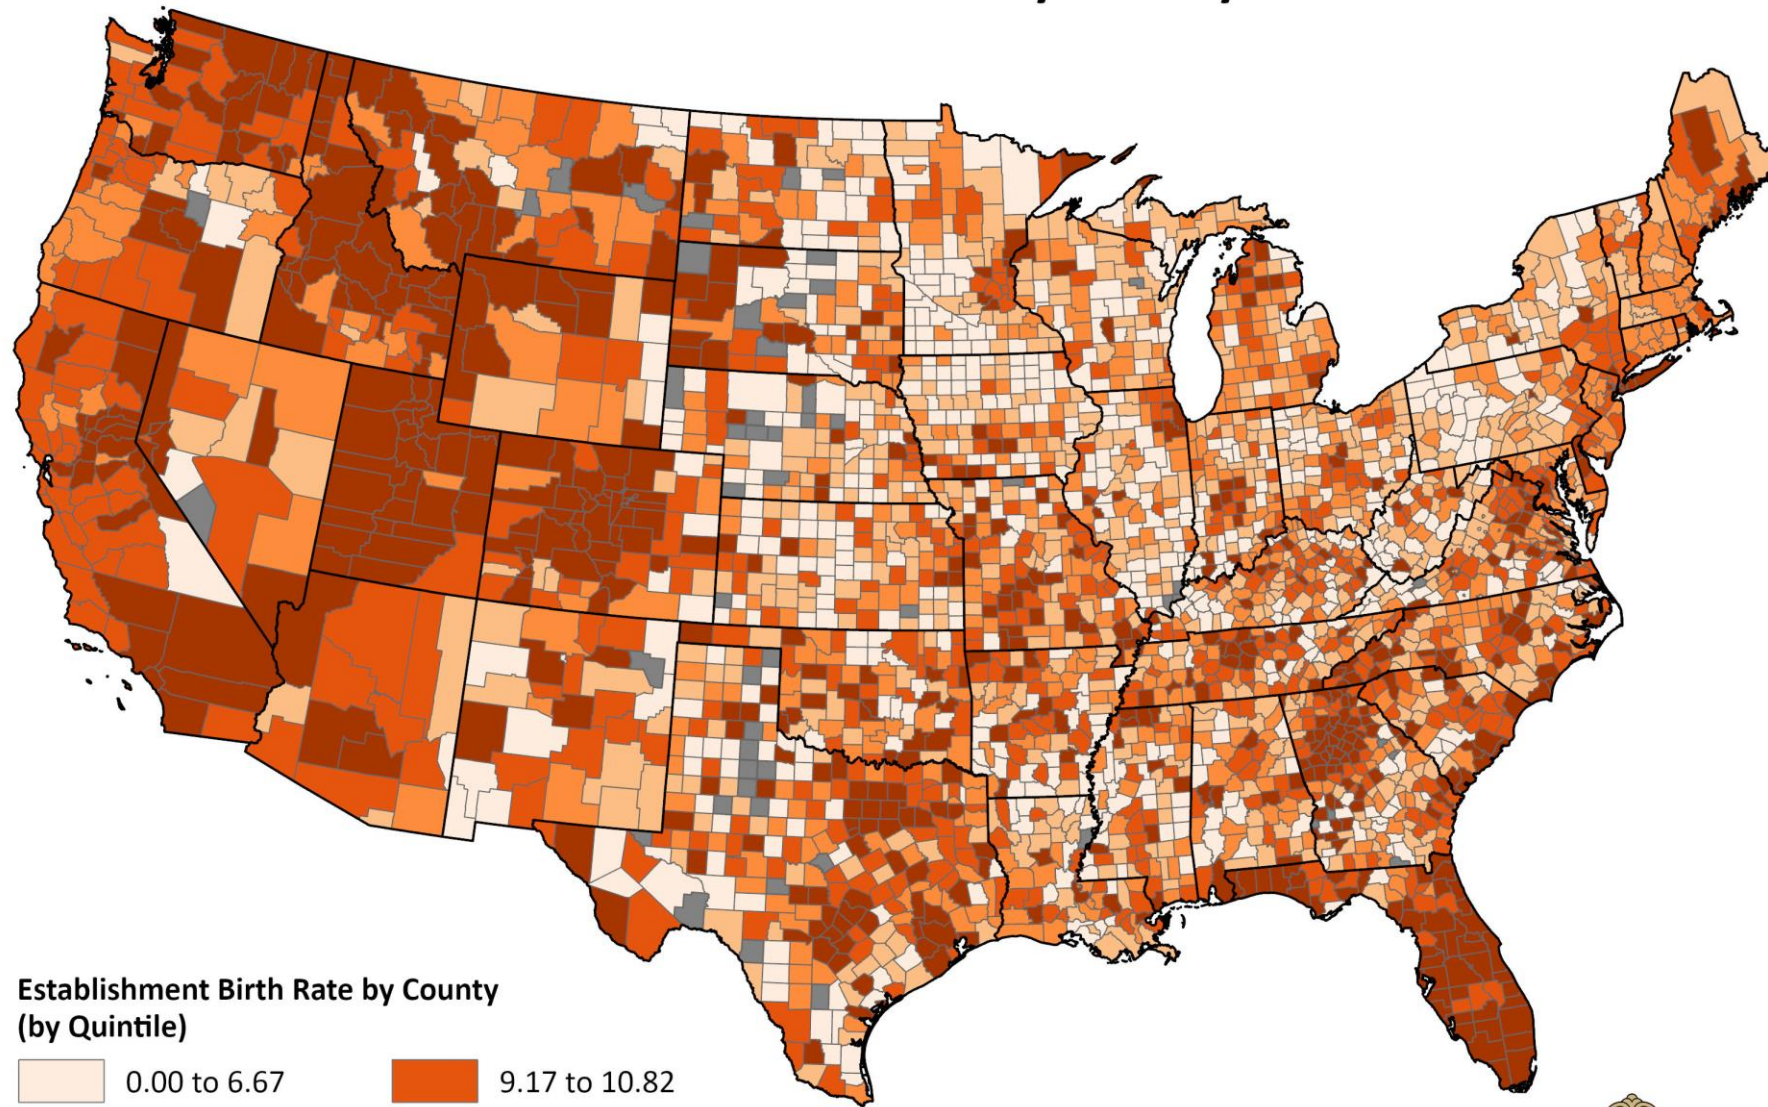 Establishment Birth Rate by County
(by Quintile)
0.00 to 6.67
9.17 to 10.82